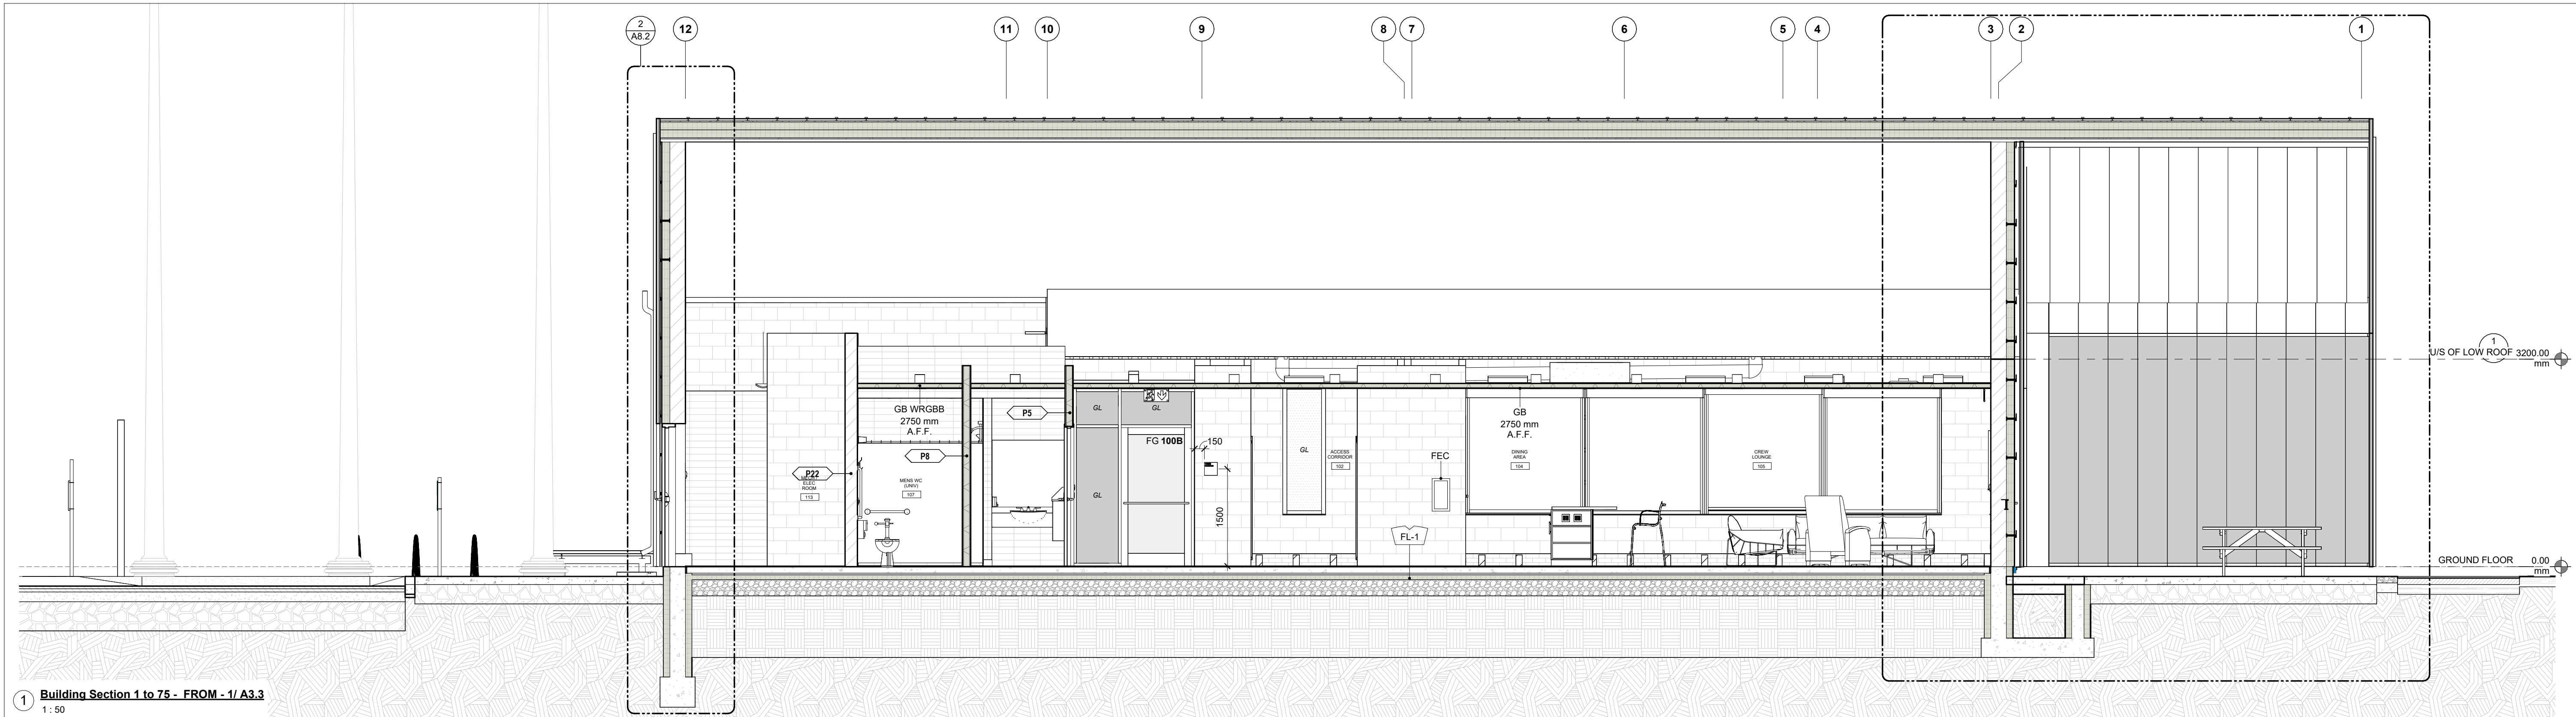 2
A8.2
12
11
10
9
8
7
6
5
4
3
2
1
1
U/S OF LOW ROOF 3200.00
mm
GB WRGBB
2750 mm
A.F.F.
P5
GL
GL
GL
FG 100B
150
GL
ACCESS
CORRIDOR
102
FEC
GB
2750 mm
A.F.F.
DINING
AREA
104
CREW
LOUNGE
105
P8
P22
ELEC
ROOM
113
MENS WC
(UNIV)
107
1500
FL-1
GROUND FLOOR 0.00
mm
1
Building Section 1 to 75 - FROM - 1/ A3.3
1 : 50